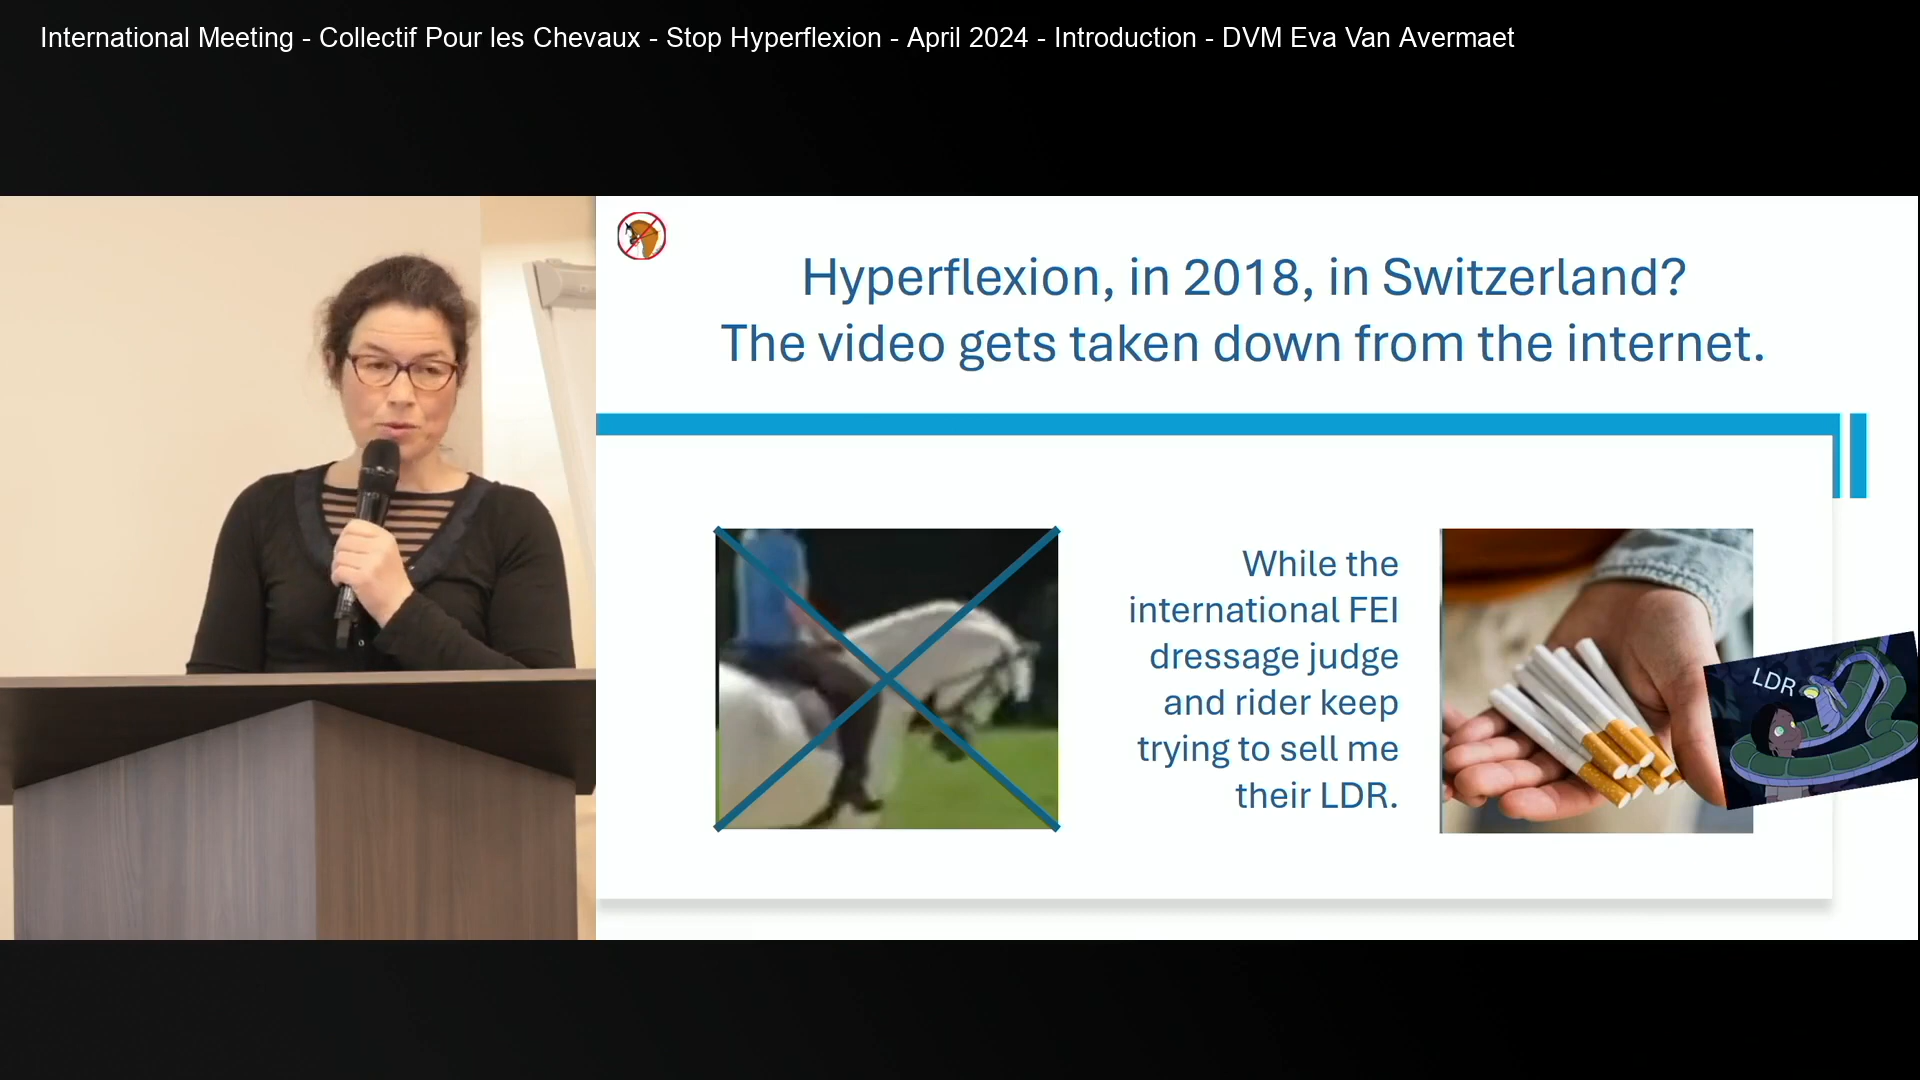 International Meeting - Collectif Pour les Chevaux - Stop Hyperflexion - April 2024 - Introduction - DVM Eva Van Avermaet
Hyperflexion, in 2018, in Switzerland?
The video gets taken down from the internet.
While the
international FEI
dressage judge
and rider keep
trying to sell me
their LDR.
LDR